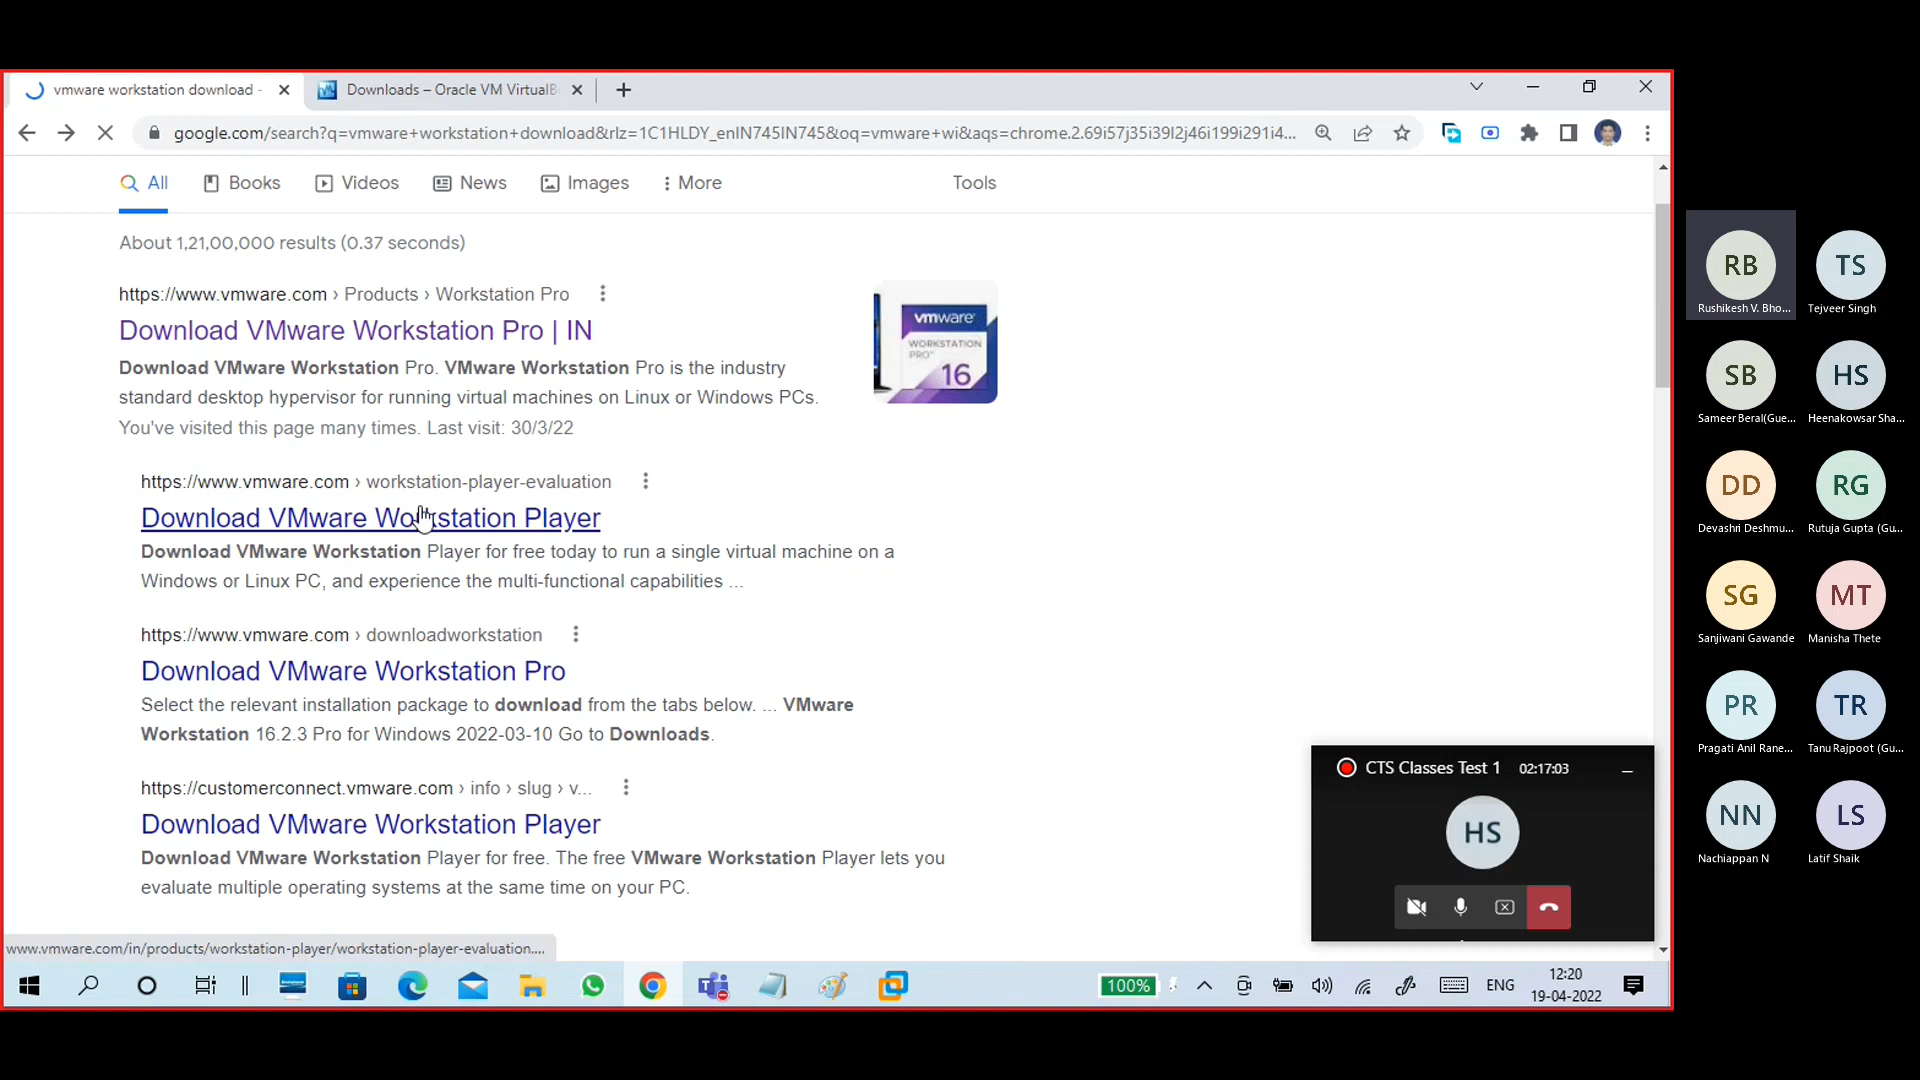 vmware workstation download -
Downloads – Oracle VM VirtualB
google.com/search?q=vmware+workstation+download&rlz=1C1HLDY_enIN745IN745&oq=vmware+wi&aqs=chrome.2.69i57j35i39l2j46i199i291i4...
All
Books
Videos
News
Images
More
Tools
About 1,21,00,000 results (0.37 seconds)
https://www.vmware.com › Products › Workstation Pro
Download VMware Workstation Pro | IN
Download VMware Workstation Pro. VMware Workstation Pro is the industry
standard desktop hypervisor for running virtual machines on Linux or Windows PCs.
You've visited this page many times. Last visit: 30/3/22
vmware
WORKSTATION
PRO
16
https://www.vmware.com › workstation-player-evaluation
Download VMware Workstation Player
Download VMware Workstation Player for free today to run a single virtual machine on a
Windows or Linux PC, and experience the multi-functional capabilities ...
https://www.vmware.com › downloadworkstation
Download VMware Workstation Pro
Select the relevant installation package to download from the tabs below. ... VMware
Workstation 16.2.3 Pro for Windows 2022-03-10 Go to Downloads.
https://customerconnect.vmware.com › info › slug › v...
Download VMware Workstation Player
Download VMware Workstation Player for free. The free VMware Workstation Player lets you
evaluate multiple operating systems at the same time on your PC.
www.vmware.com/in/products/workstation-player/workstation-player-evaluation....
CTS Classes Test 1 02:17:03
HS
100%
ENG
12:20
19-04-2022
RB
Rushikesh V. Bho...
TS
Tejveer Singh
SB
Sameer Beral(Gue...
HS
Heenakowsar Sha...
DD
Devashri Deshmu...
RG
Rutuja Gupta (Gu...
SG
Sanjiwani Gawande
MT
Manisha Thete
PR
Pragati Anil Rane...
TR
Tanu Rajpoot (Gu...
NN
Nachiappan N
LS
Latif Shaik